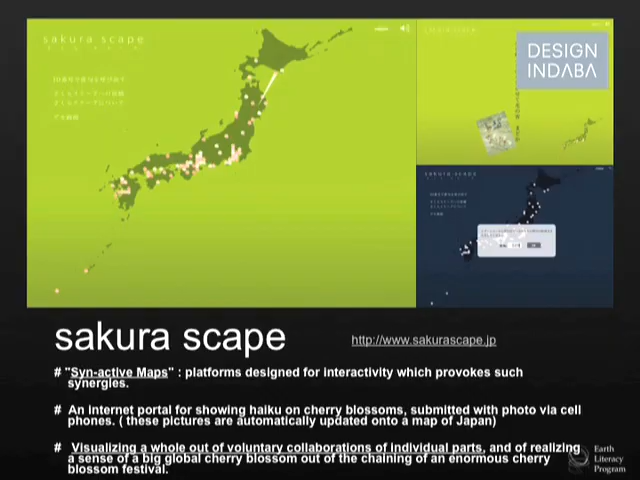 sakura scape
DESIGN
INDABA
sakura scape
http://www.sakurascape.jp
# "Syn-active Maps" : platforms designed for interactivity which provokes such
synergies.
# An internet portal for showing haiku on cherry blossoms, submitted with photo via cell
phones. ( these pictures are automatically updated onto a map of Japan)
# Visualizing a whole out of voluntary collaborations of individual parts, and of realizing
a sense of a big global cherry blossom out of the chaining of an enormous cherry
blossom festival.
Earth
Literacy
Program